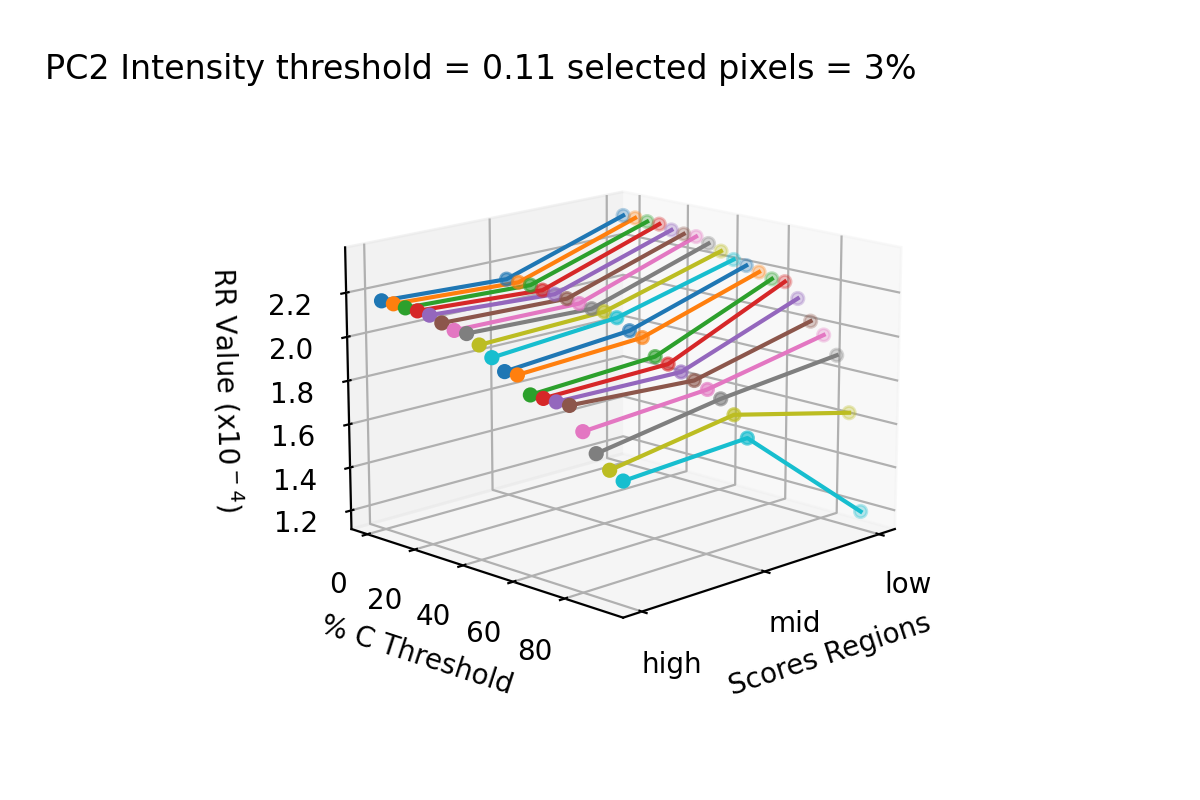 PC2 Intensity threshold = 0.11 selected pixels = 3%
RR Value (x10⁻⁴)
2.2
2.0
1.8
1.6
1.4
1.2
0
20
40
60
80
% C Threshold
high
mid
low
Scores Regions